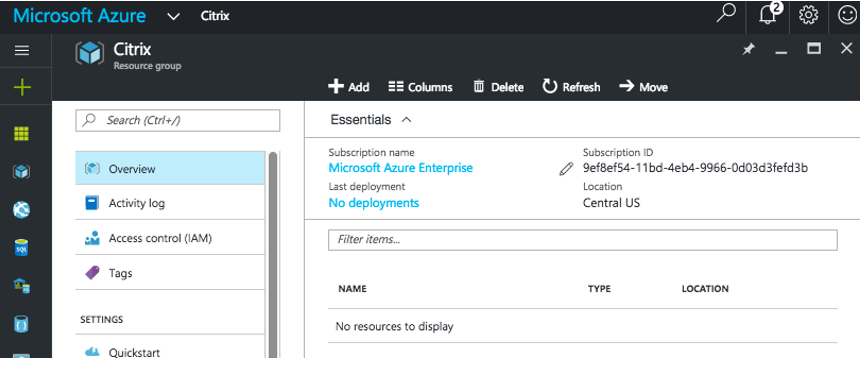 Microsoft Azure Citrix 2
Citrix
Resource group
Add Columns Delete Refresh Move
Search (Ctrl+/)
Essentials
Subscription name Subscription ID
Microsoft Azure Enterprise 9ef8ef54-11bd-4eb4-9966-0d03d3fefd3b
Last deployment Location
No deployments Central US
Overview
Activity log
Access control (IAM)
Tags
SETTINGS
Quickstart
Filter items...
NAME TYPE LOCATION
No resources to display
SQL